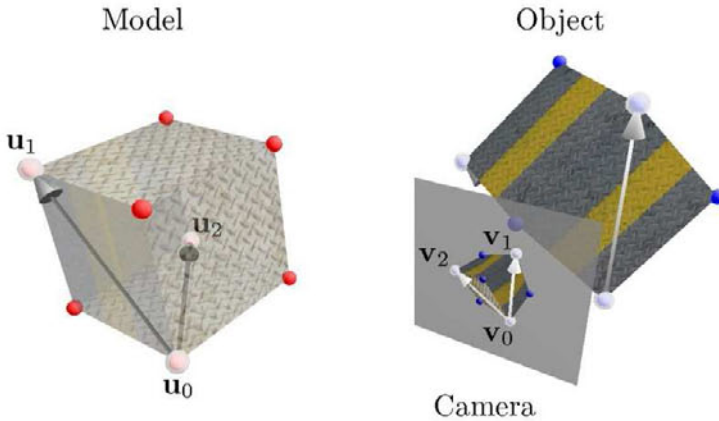 Model
Object
u₁
u₂
u₀
v₁
v₂
v₀
Camera